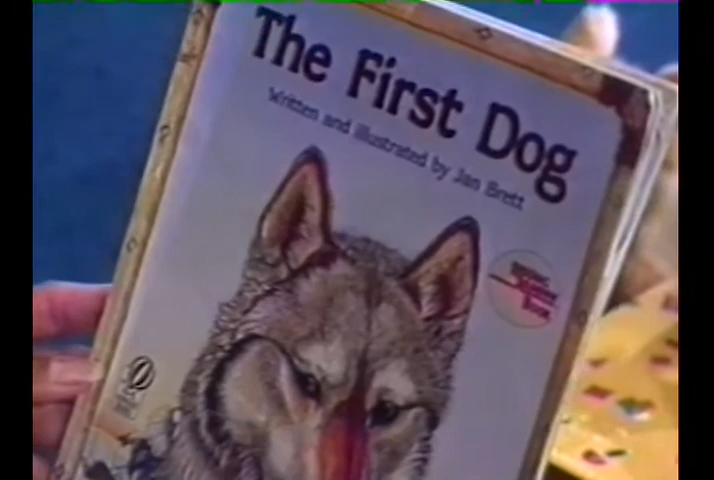 The First Dog
Written and illustrated by Jan Brett